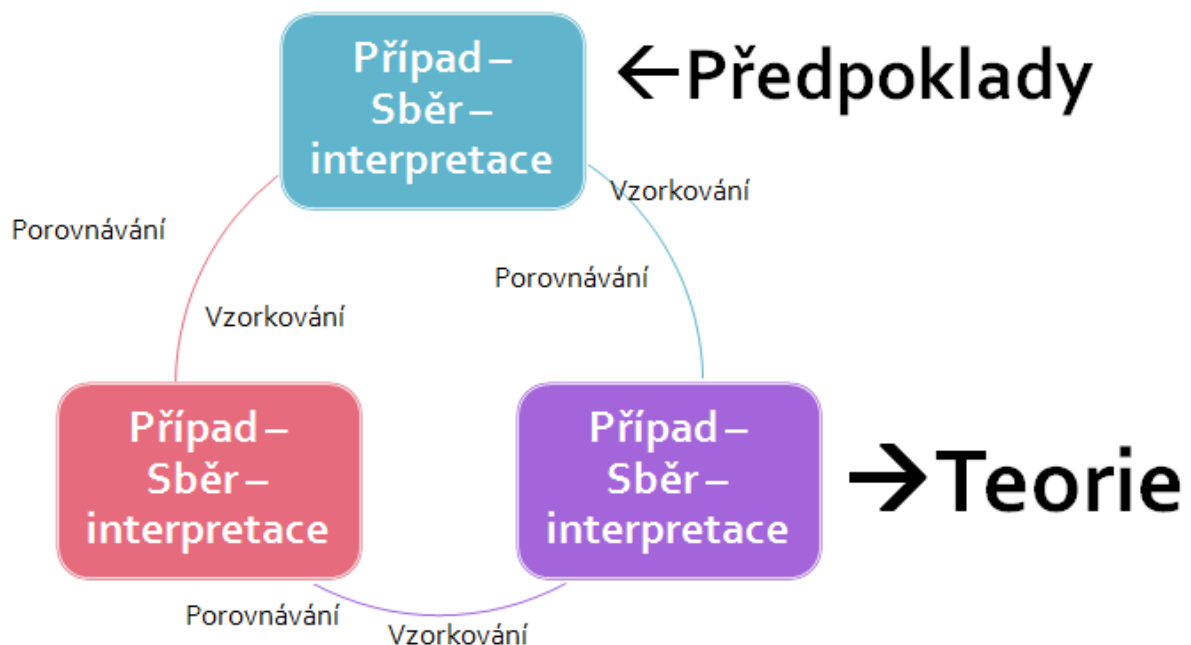 Případ –
Sběr –
interpretace
←Předpoklady
Vzorkování
Porovnávání
Porovnávání
Vzorkování
Případ –
Sběr –
interpretace
Případ –
Sběr –
interpretace
→Teorie
Porovnávání
Vzorkování